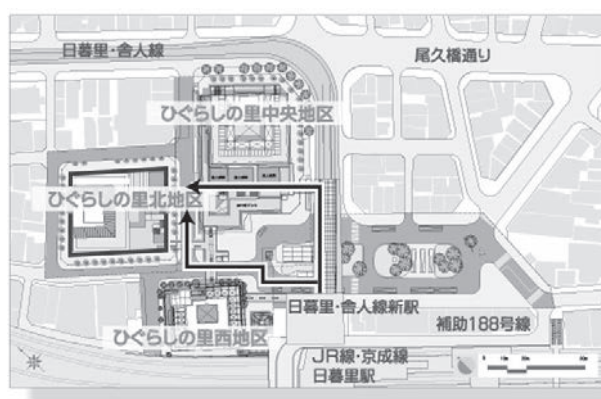 日暮里・舎人線
尾久橋通り
ひぐらしの里中央地区
ひぐらしの里北地区
日暮里・舎人線新駅
補助188号線
ひぐらしの里西地区
JR線・京成線
日暮里駅